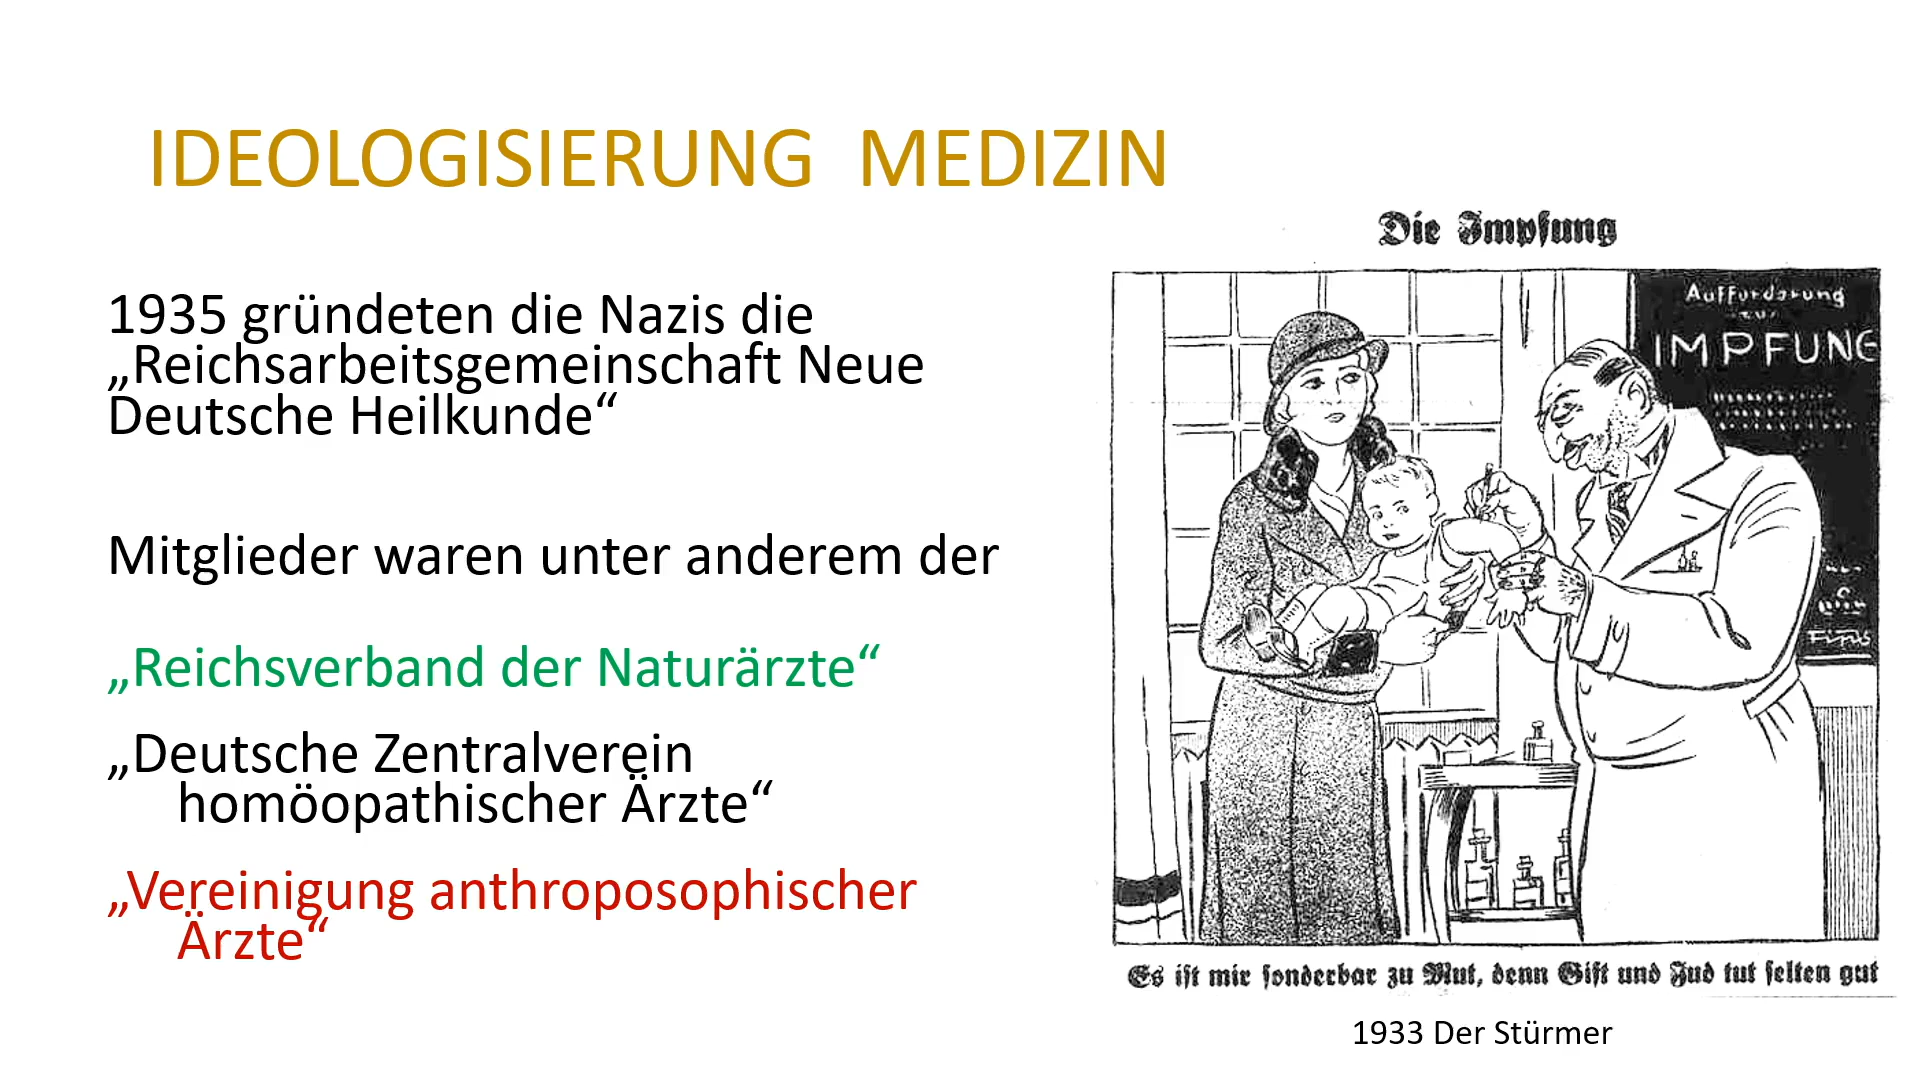 IDEOLOGISIERUNG MEDIZIN
1935 gründeten die Nazis die
„Reichsarbeitsgemeinschaft Neue
Deutsche Heilkunde“
Mitglieder waren unter anderem der
„Reichsverband der Naturärzte“
„Deutsche Zentralverein
homöopathischer Ärzte“
„Vereinigung anthroposophischer
Ärzte“
Die Impfung
Aufforderung
zur
IMPFUNG
Fips
Es ist mir sonderbar zu Mut, denn Gift und Jud tut selten gut
1933 Der Stürmer